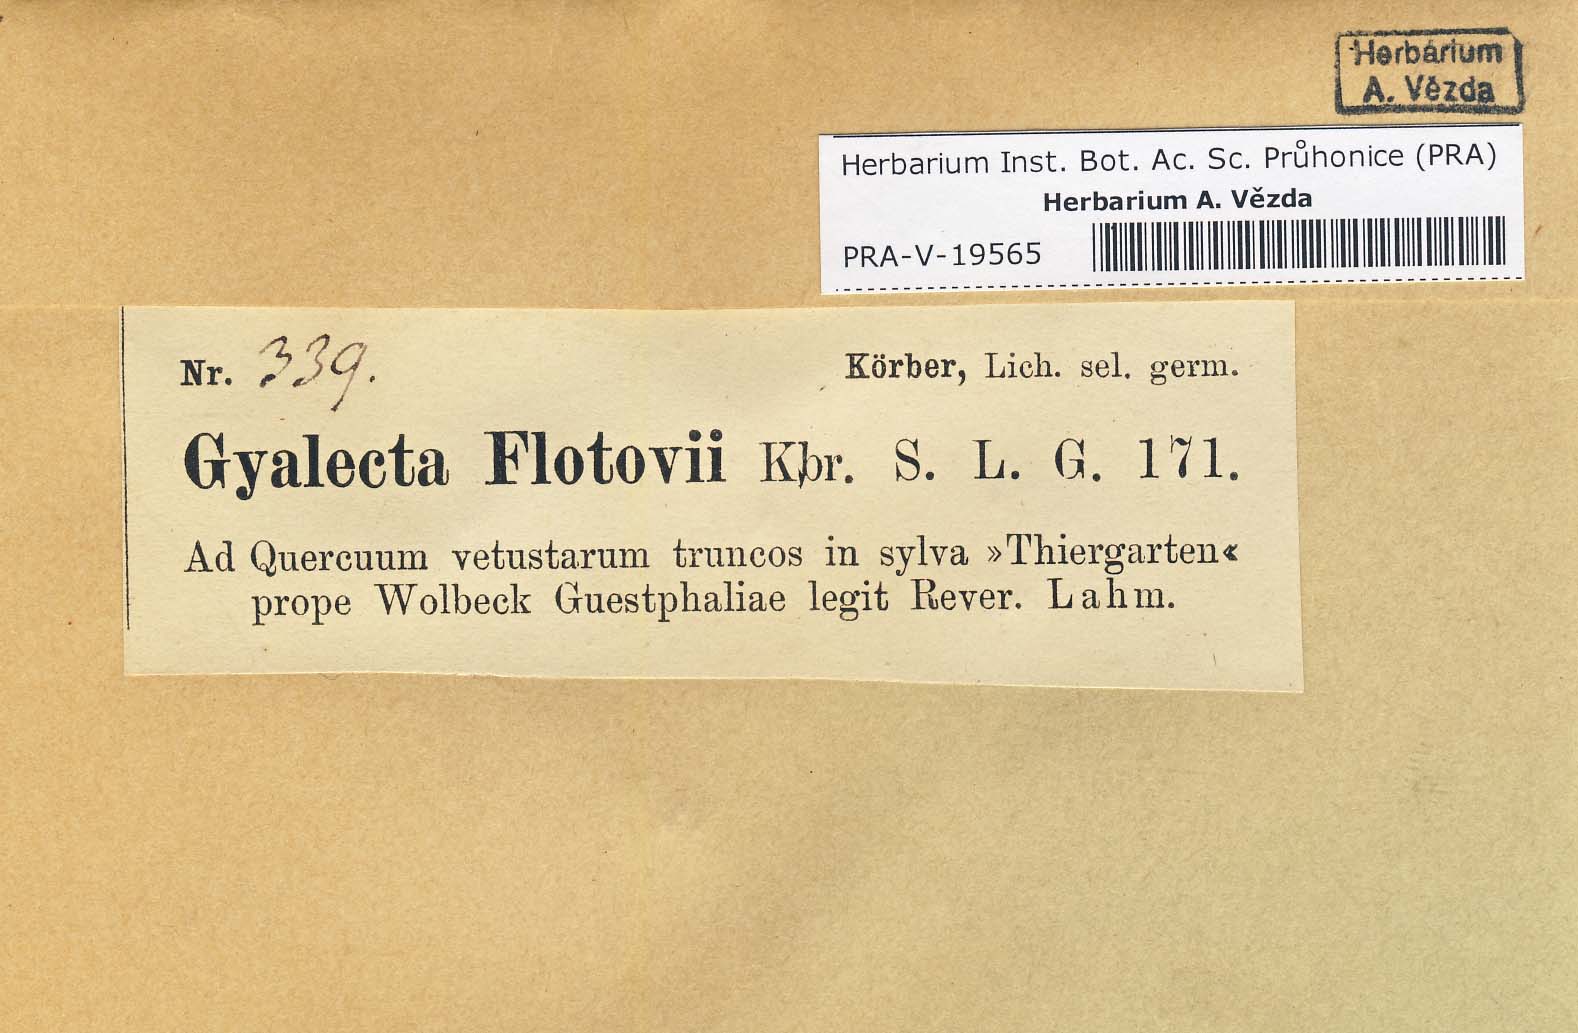 Herbárium
A. Vězda
Herbarium Inst. Bot. Ac. Sc. Průhonice (PRA)
Herbarium A. Vězda
PRA-V-19565
Nr. 339. Körber, Lich. sel. germ.
Gyalecta Flotovii Kbr. S. L. G. 171.
Ad Quercuum vetustarum truncos in sylva »Thiergarten«
prope Wolbeck Guestphaliae legit Rever. Lahm.